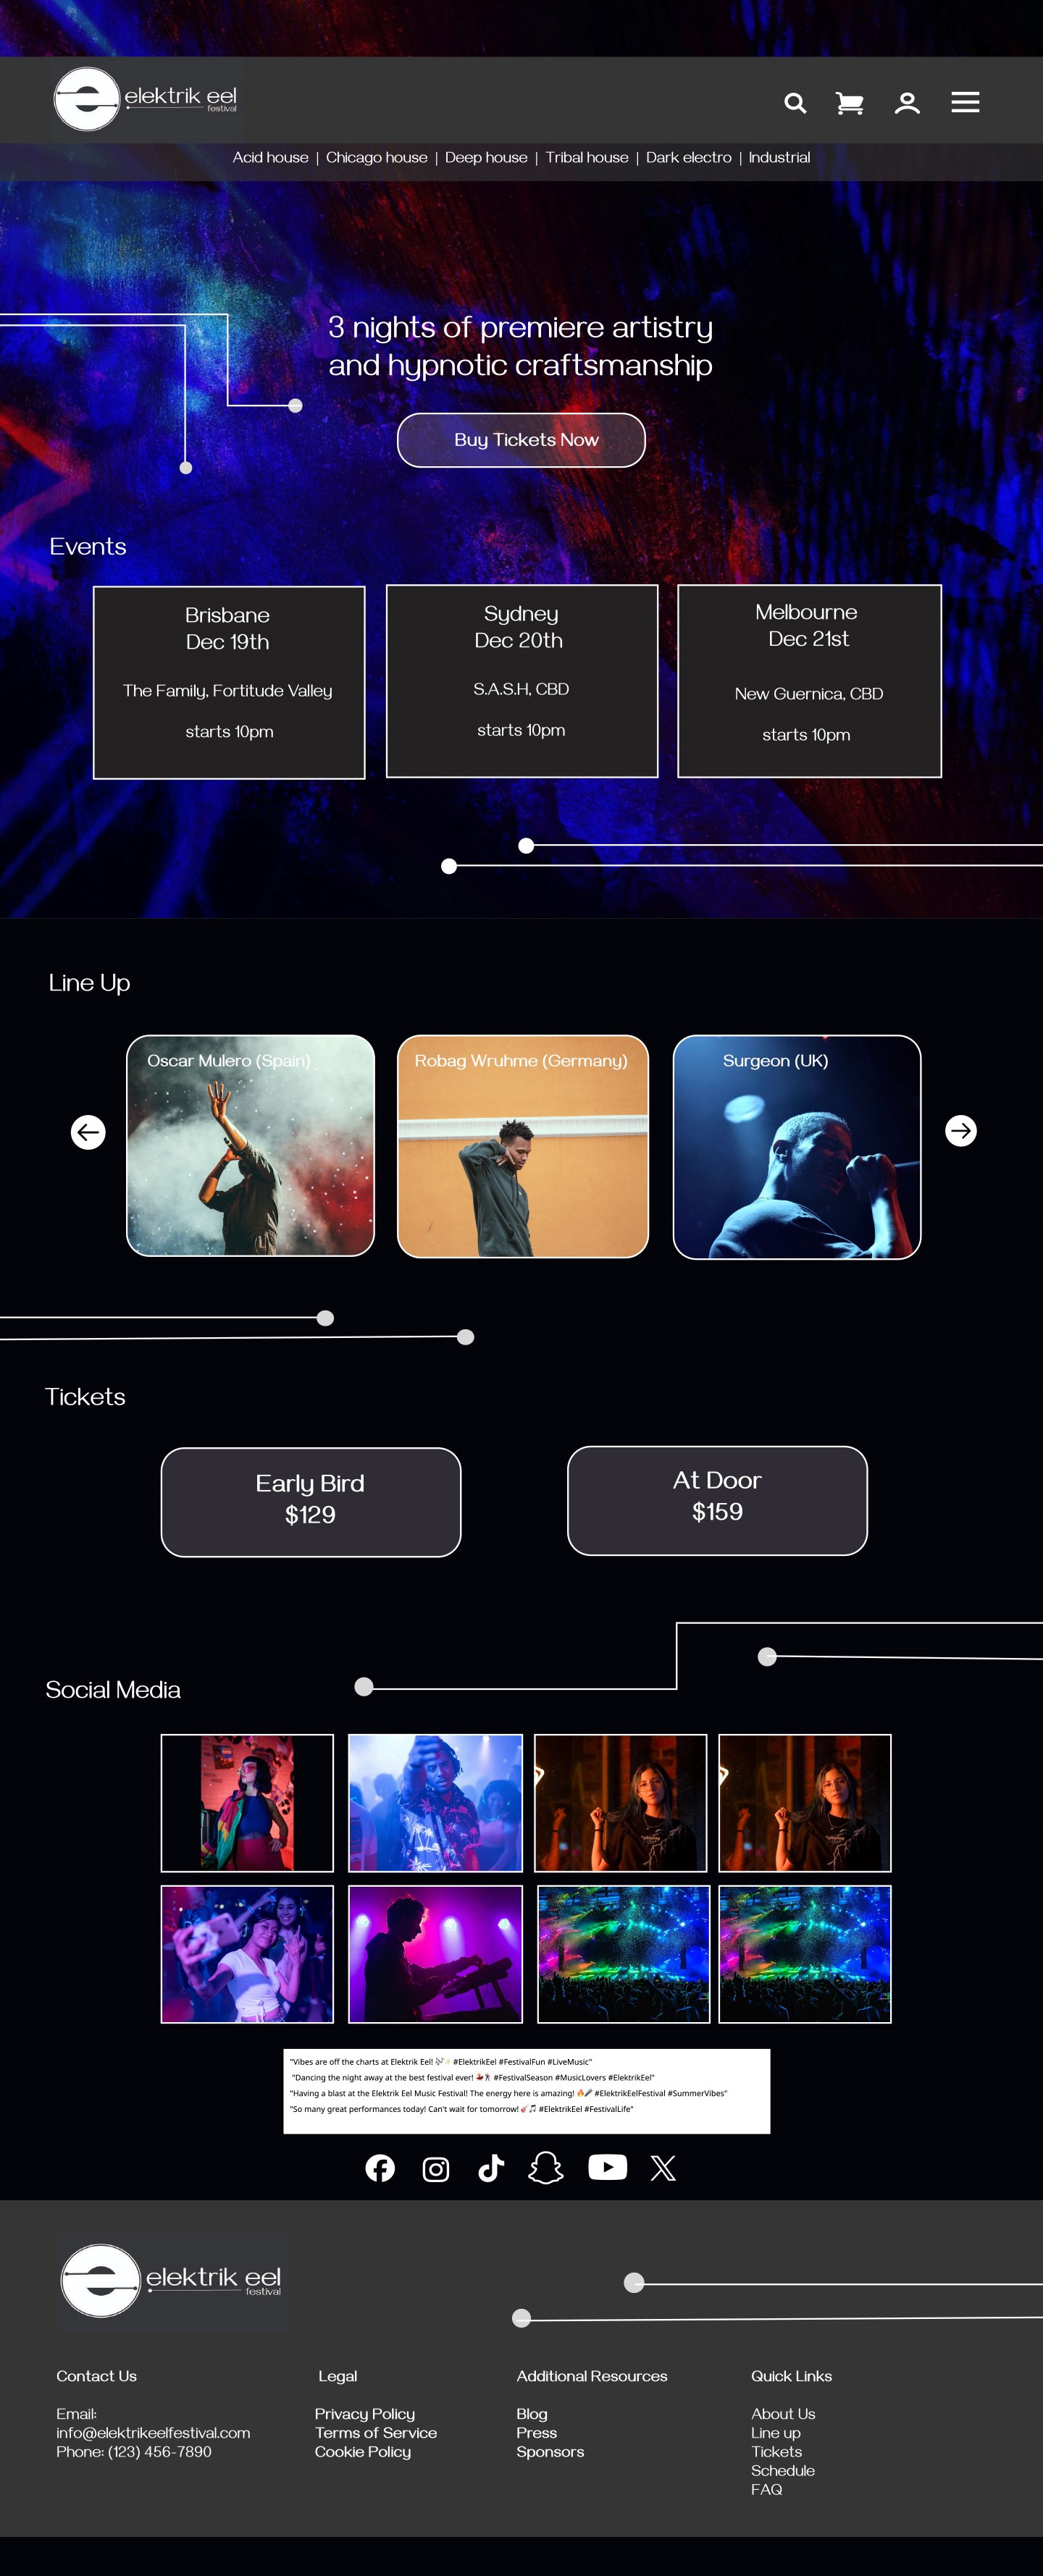 elektrik eel
festival
Acid house | Chicago house | Deep house | Tribal house | Dark electro | Industrial
3 nights of premiere artistry
and hypnotic craftsmanship
Buy Tickets Now
Events
Brisbane
Dec 19th
The Family, Fortitude Valley
starts 10pm
Sydney
Dec 20th
S.A.S.H, CBD
starts 10pm
Melbourne
Dec 21st
New Guernica, CBD
starts 10pm
Line Up
Oscar Mulero (Spain)
Robag Wruhme (Germany)
Surgeon (UK)
Tickets
Early Bird
$129
At Door
$159
Social Media
"Vibes are off the charts at Elektrik Eel! 🎶✨ #ElektrikEel #FestivalFun #LiveMusic"
"Dancing the night away at the best festival ever! 💃🕺 #FestivalSeason #MusicLovers #ElektrikEel"
"Having a blast at the Elektrik Eel Music Festival! The energy here is amazing! 🔥🎤 #ElektrikEelFestival #SummerVibes"
"So many great performances today! Can't wait for tomorrow! 🎸🎵 #ElektrikEel #FestivalLife"
elektrik eel
festival
Contact Us
Email:
info@elektrikeelfestival.com
Phone: (123) 456-7890
Legal
Privacy Policy
Terms of Service
Cookie Policy
Additional Resources
Blog
Press
Sponsors
Quick Links
About Us
Line up
Tickets
Schedule
FAQ